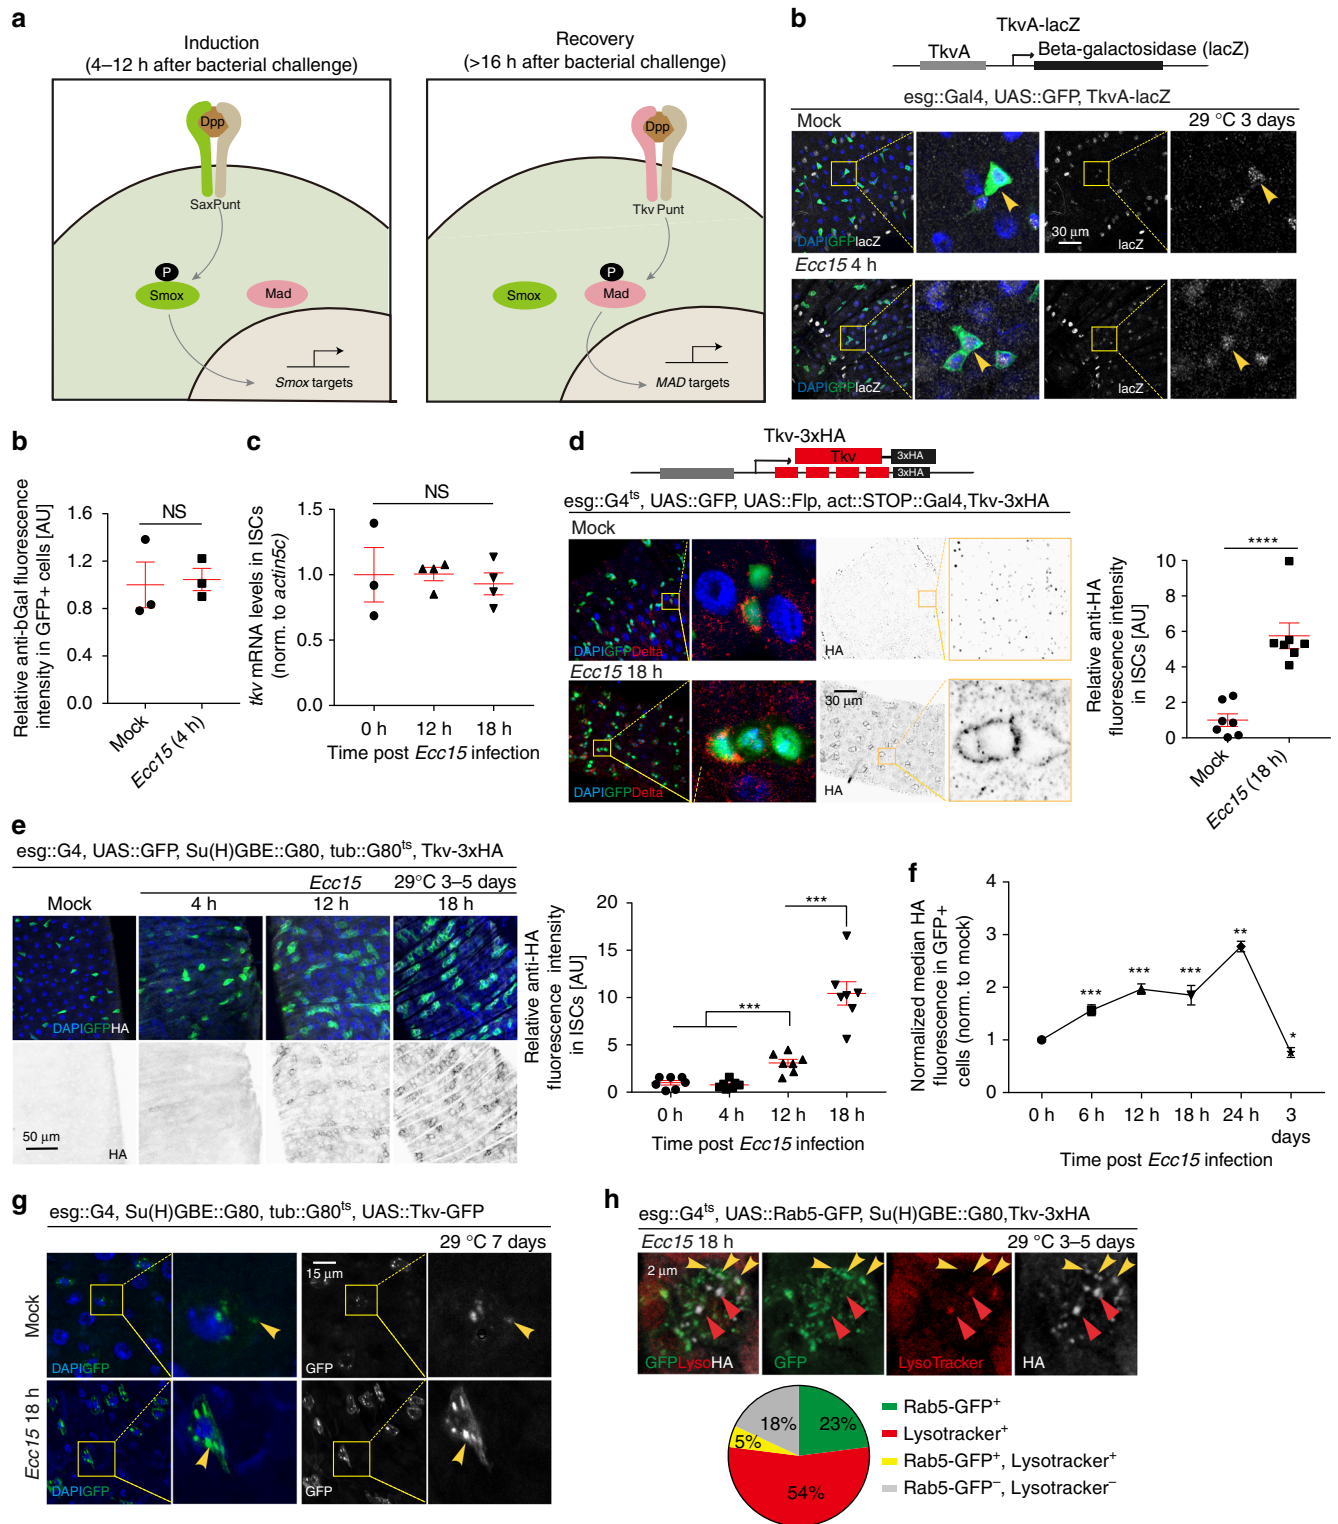 a
Induction
(4–12 h after bacterial challenge)
Dpp
SaxPunt
P
Smox
Mad
Smox targets
Recovery
(>16 h after bacterial challenge)
Dpp
Tkv Punt
P
Smox
Mad
MAD targets
b
TkvA-lacZ
TkvA
Beta-galactosidase (lacZ)
esg::Gal4, UAS::GFP, TkvA-lacZ
Mock
29 °C 3 days
DAPIGFPlacZ
30 µm
lacZ
Ecc15 4 h
DAPIGFPlacZ
lacZ
lacZ
b
Relative anti-bGal fluorescence
intensity in GFP+ cells [AU]
1.6
1.2
0.8
0.4
0.0
NS
Mock
Ecc15 (4 h)
c
tkv mRNA levels in ISCs
(norm. to actin5c)
1.5
1.0
0.5
0.0
NS
0 h
12 h
18 h
Time post Ecc15 infection
d
Tkv-3xHA
Tkv
3xHA
3xHA
esg::G4ts, UAS::GFP, UAS::Flp, act::STOP::Gal4,Tkv-3xHA
Mock
DAPIGFPDelta
HA
Ecc15 18 h
DAPIGFPDelta
30 µm
HA
Relative anti-HA
fluorescence intensity
in ISCs [AU]
10
8
6
4
2
0
****
Mock
Ecc15 (18 h)
e
esg::G4, UAS::GFP, Su(H)GBE::G80, tub::G80ts, Tkv-3xHA
Ecc15
29°C 3–5 days
Mock
4 h
12 h
18 h
DAPIGFPHA
50 µm
HA
Relative anti-HA
fluorescence intensity
in ISCs [AU]
20
15
10
5
0
***
***
0 h
4 h
12 h
18 h
Time post Ecc15 infection
f
Normalized median HA
fluorescence in GFP+
cells (norm. to mock)
4
3
2
1
0
***
***
***
**
*
0 h
6 h
12 h
18 h
24 h
3
days
Time post Ecc15 infection
g
esg::G4, Su(H)GBE::G80, tub::G80ts, UAS::Tkv-GFP
29 °C 7 days
Mock
DAPIGFP
15 µm
GFP
Ecc15 18 h
DAPIGFP
GFP
h
esg::G4ts, UAS::Rab5-GFP, Su(H)GBE::G80,Tkv-3xHA
Ecc15 18 h
29 °C 3–5 days
2 µm
GFPLysoHA
GFP
LysoTracker
HA
18%
23%
5%
54%
Rab5-GFP+
Lysotracker+
Rab5-GFP+, Lysotracker+
Rab5-GFP−, Lysotracker−